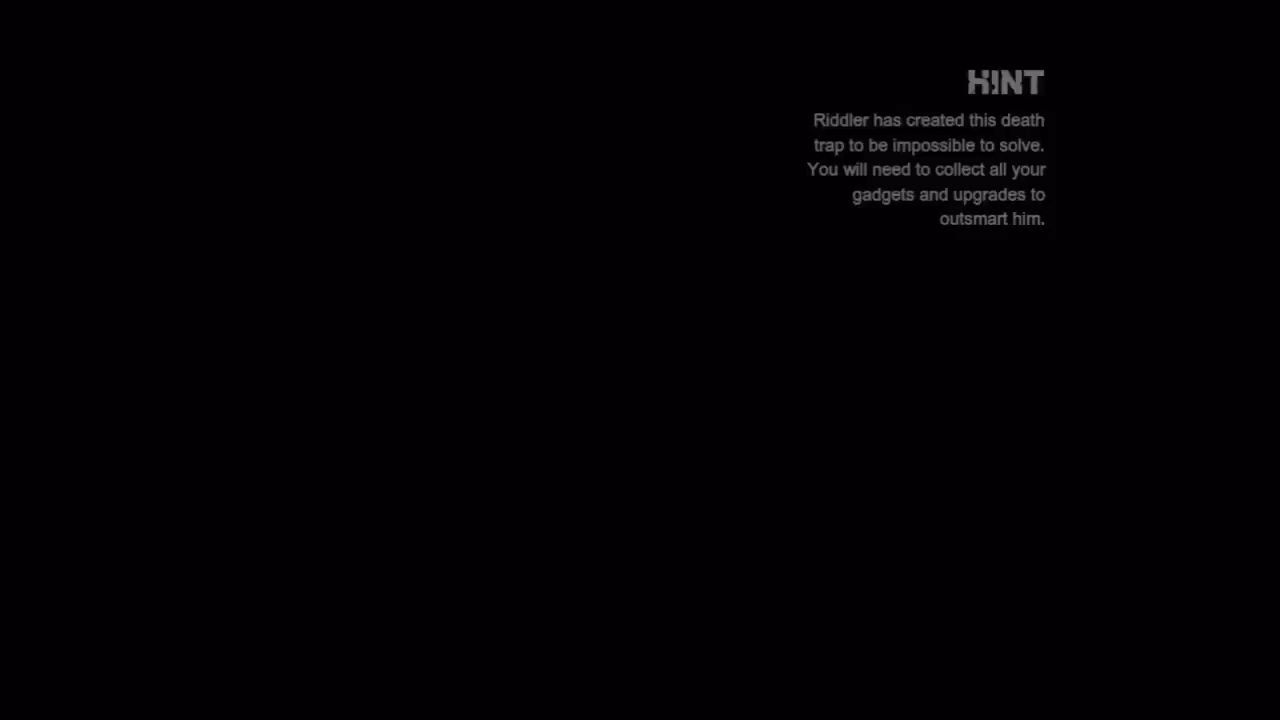 HINT
Riddler has created this death
trap to be impossible to solve.
You will need to collect all your
gadgets and upgrades to
outsmart him.